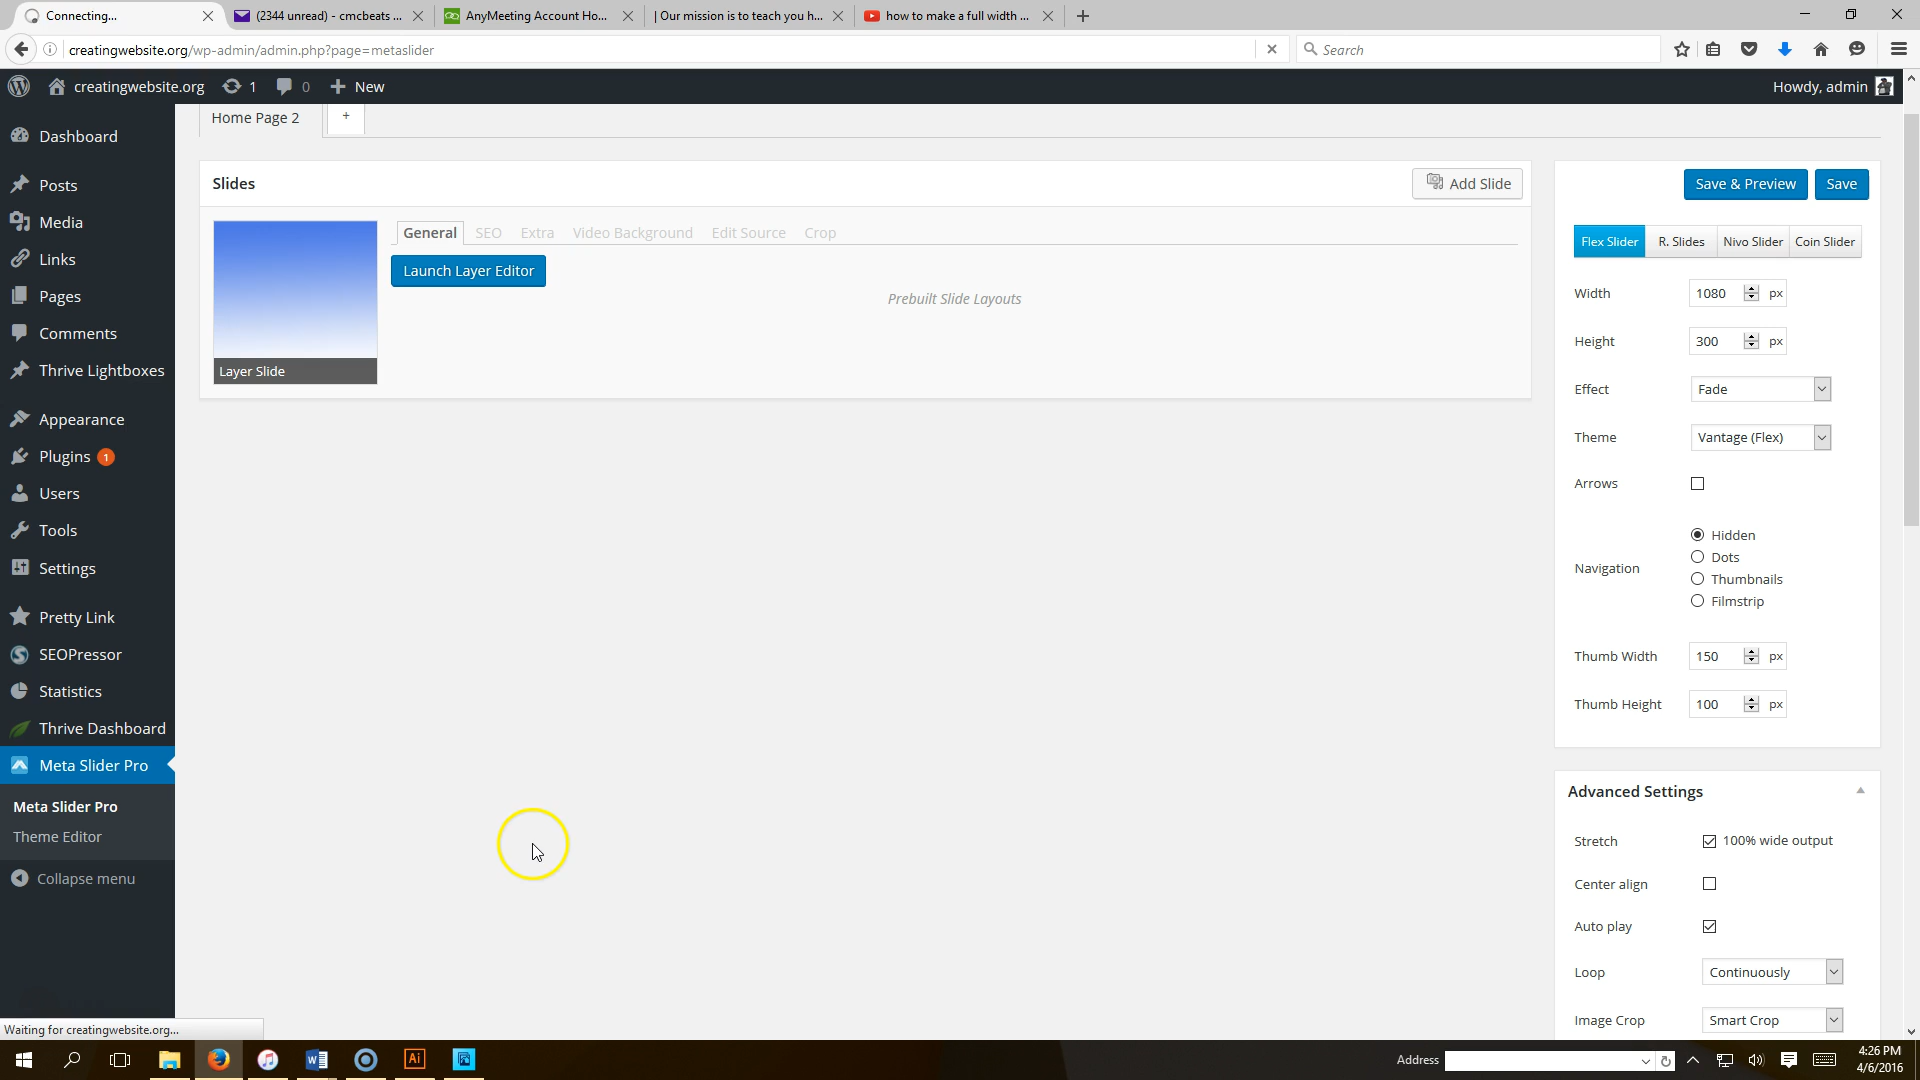 Connecting...
(2344 unread) - cmcbeats ...
AnyMeeting Account Ho...
| Our mission is to teach you h...
how to make a full width ...
creatingwebsite.org/wp-admin/admin.php?page=metaslider
Search
creatingwebsite.org
1
0
New
Howdy, admin
Dashboard
Posts
Media
Links
Pages
Comments
Thrive Lightboxes
Appearance
Plugins 1
Users
Tools
Settings
Pretty Link
SEOPressor
Statistics
Thrive Dashboard
Meta Slider Pro
Meta Slider Pro
Theme Editor
Collapse menu
Home Page 2
+
Slides
Add Slide
General
SEO
Extra
Video Background
Edit Source
Crop
Launch Layer Editor
Prebuilt Slide Layouts
Layer Slide
Save & Preview
Save
Flex Slider
R. Slides
Nivo Slider
Coin Slider
Width 1080 px
Height 300 px
Effect Fade
Theme Vantage (Flex)
Arrows
Navigation
Hidden
Dots
Thumbnails
Filmstrip
Thumb Width 150 px
Thumb Height 100 px
Advanced Settings
Stretch 100% wide output
Center align
Auto play
Loop Continuously
Image Crop Smart Crop
Waiting for creatingwebsite.org...
Ai
Address
4:26 PM
4/6/2016